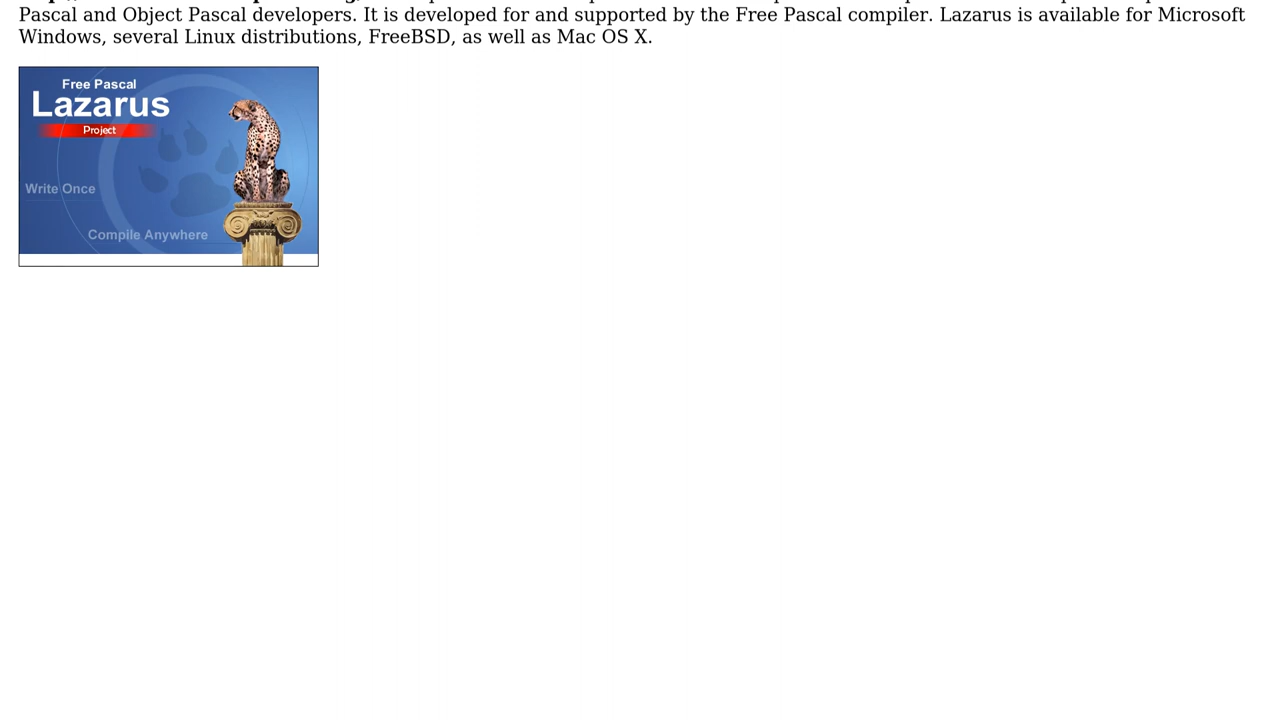 Pascal and Object Pascal developers. It is developed for and supported by the Free Pascal compiler. Lazarus is available for Microsoft
Windows, several Linux distributions, FreeBSD, as well as Mac OS X.
Free Pascal
Lazarus
Project
Write Once
Compile Anywhere